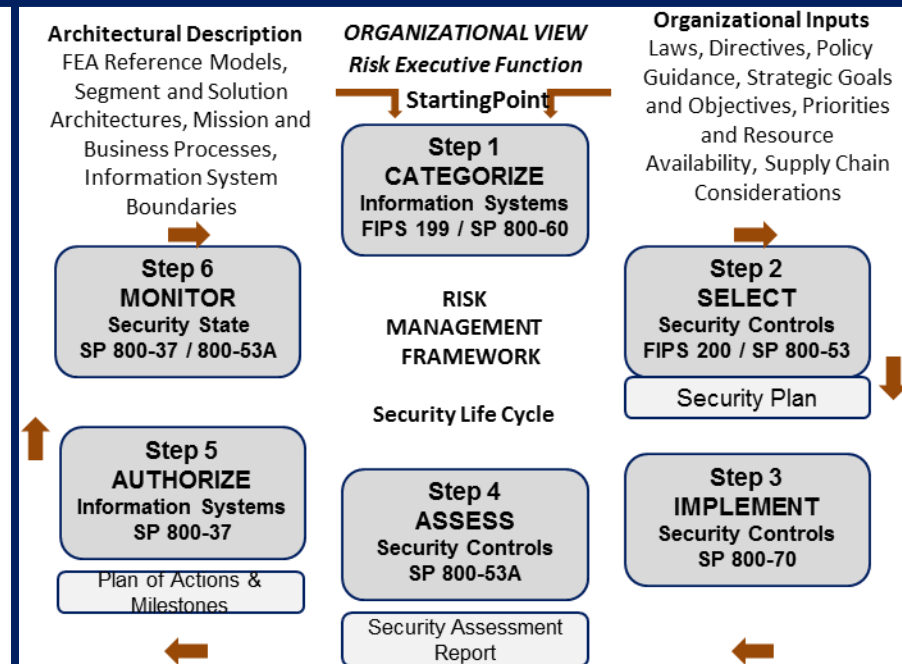 Architectural Description
FEA Reference Models,
Segment and Solution
Architectures, Mission and
Business Processes,
Information System
Boundaries
ORGANIZATIONAL VIEW
Risk Executive Function
StartingPoint
Organizational Inputs
Laws, Directives, Policy
Guidance, Strategic Goals
and Objectives, Priorities
and Resource
Availability, Supply Chain
Considerations
Step 1
CATEGORIZE
Information Systems
FIPS 199 / SP 800-60
Step 6
MONITOR
Security State
SP 800-37 / 800-53A
RISK
MANAGEMENT
FRAMEWORK
Security Life Cycle
Step 2
SELECT
Security Controls
FIPS 200 / SP 800-53
Security Plan
Step 5
AUTHORIZE
Information Systems
SP 800-37
Plan of Actions &
Milestones
Step 4
ASSESS
Security Controls
SP 800-53A
Security Assessment
Report
Step 3
IMPLEMENT
Security Controls
SP 800-70